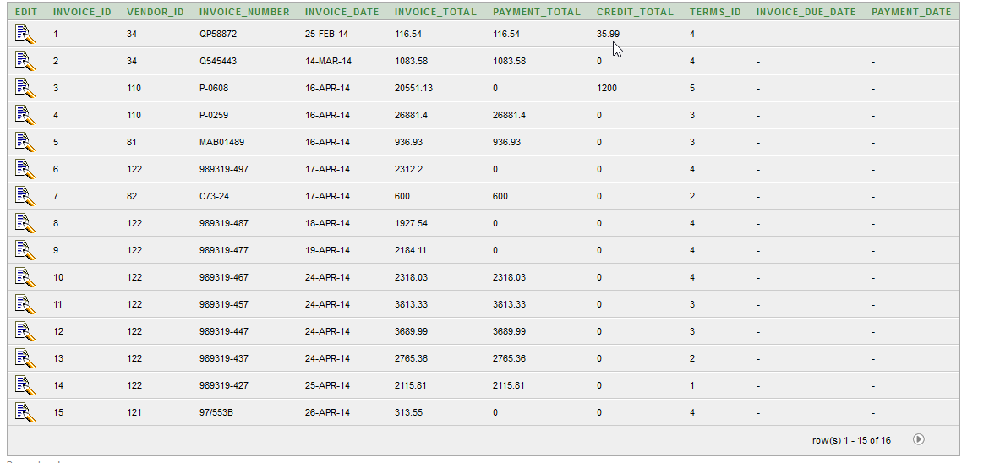 EDIT INVOICE_ID VENDOR_ID INVOICE_NUMBER INVOICE_DATE INVOICE_TOTAL PAYMENT_TOTAL CREDIT_TOTAL TERMS_ID INVOICE_DUE_DATE PAYMENT_DATE
1 34 QP58872 25-FEB-14 116.54 116.54 35.99 4 - -
2 34 Q545443 14-MAR-14 1083.58 1083.58 0 4 - -
3 110 P-0608 16-APR-14 20551.13 0 1200 5 - -
4 110 P-0259 16-APR-14 26881.4 26881.4 0 3 - -
5 81 MAB01489 16-APR-14 936.93 936.93 0 3 - -
6 122 989319-497 17-APR-14 2312.2 0 0 4 - -
7 82 C73-24 17-APR-14 600 600 0 2 - -
8 122 989319-487 18-APR-14 1927.54 0 0 4 - -
9 122 989319-477 19-APR-14 2184.11 0 0 4 - -
10 122 989319-467 24-APR-14 2318.03 2318.03 0 4 - -
11 122 989319-457 24-APR-14 3813.33 3813.33 0 3 - -
12 122 989319-447 24-APR-14 3689.99 3689.99 0 3 - -
13 122 989319-437 24-APR-14 2765.36 2765.36 0 2 - -
14 122 989319-427 25-APR-14 2115.81 2115.81 0 1 - -
15 121 97/553B 26-APR-14 313.55 0 0 4 - -
row(s) 1 - 15 of 16